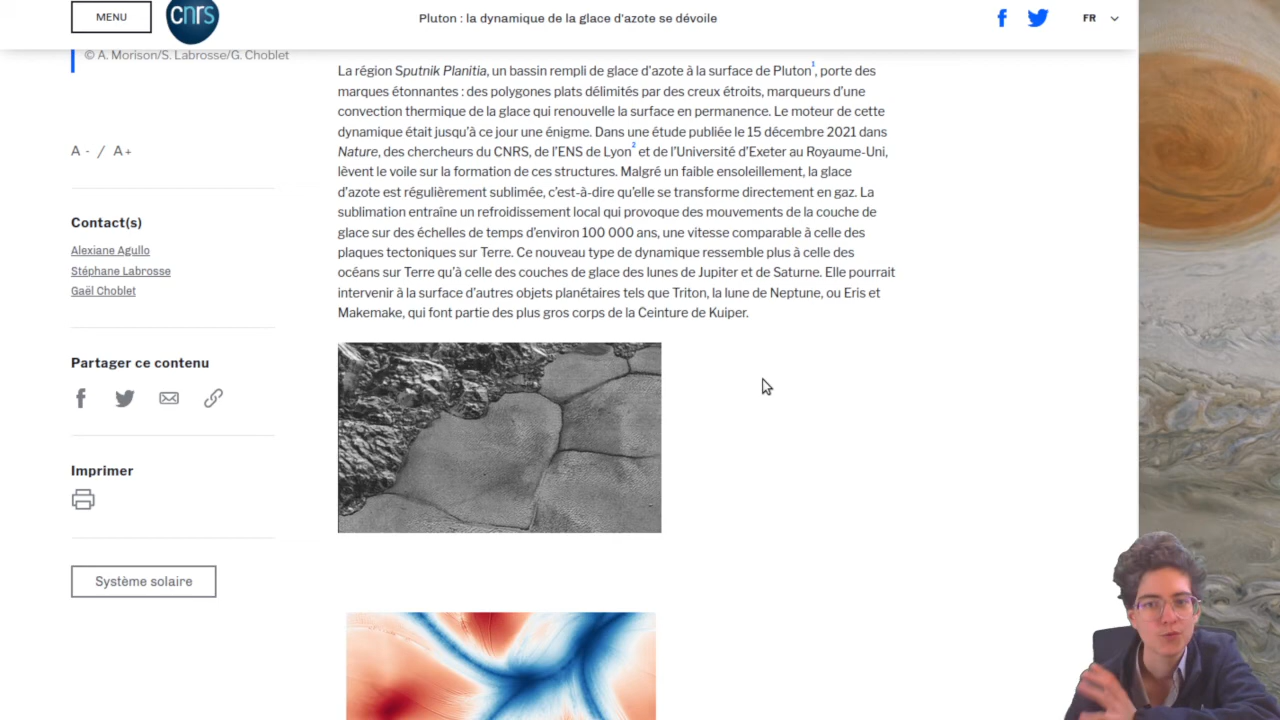 MENU
cnrs
Pluton : la dynamique de la glace d'azote se dévoile
FR
© A. Morison/S. Labrosse/G. Choblet
A - / A+
Contact(s)
Alexiane Agullo
Stéphane Labrosse
Gaël Choblet
Partager ce contenu
Imprimer
Système solaire
La région Sputnik Planitia, un bassin rempli de glace d'azote à la surface de Pluton1, porte des
marques étonnantes : des polygones plats délimités par des creux étroits, marqueurs d'une
convection thermique de la glace qui renouvelle la surface en permanence. Le moteur de cette
dynamique était jusqu'à ce jour une énigme. Dans une étude publiée le 15 décembre 2021 dans
Nature, des chercheurs du CNRS, de l'ENS de Lyon2 et de l'Université d'Exeter au Royaume-Uni,
lèvent le voile sur la formation de ces structures. Malgré un faible ensoleillement, la glace
d'azote est régulièrement sublimée, c'est-à-dire qu'elle se transforme directement en gaz. La
sublimation entraîne un refroidissement local qui provoque des mouvements de la couche de
glace sur des échelles de temps d'environ 100 000 ans, une vitesse comparable à celle des
plaques tectoniques sur Terre. Ce nouveau type de dynamique ressemble plus à celle des
océans sur Terre qu'à celle des couches de glace des lunes de Jupiter et de Saturne. Elle pourrait
intervenir à la surface d'autres objets planétaires tels que Triton, la lune de Neptune, ou Eris et
Makemake, qui font partie des plus gros corps de la Ceinture de Kuiper.